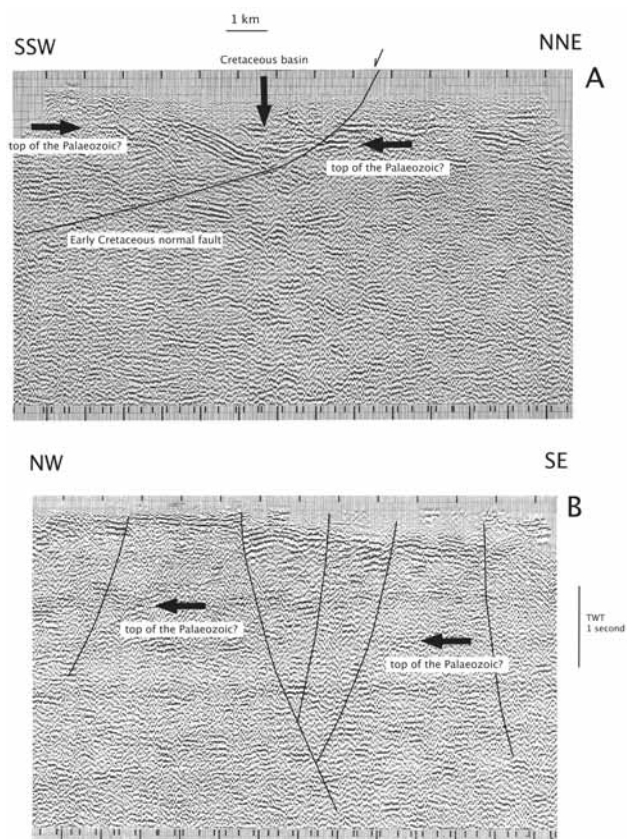 1 km
SSW
NNE
Cretaceous basin
A
top of the Palaeozoic?
top of the Palaeozoic?
Early Cretaceous normal fault
NW
SE
B
TWT
1 second
top of the Palaeozoic?
top of the Palaeozoic?